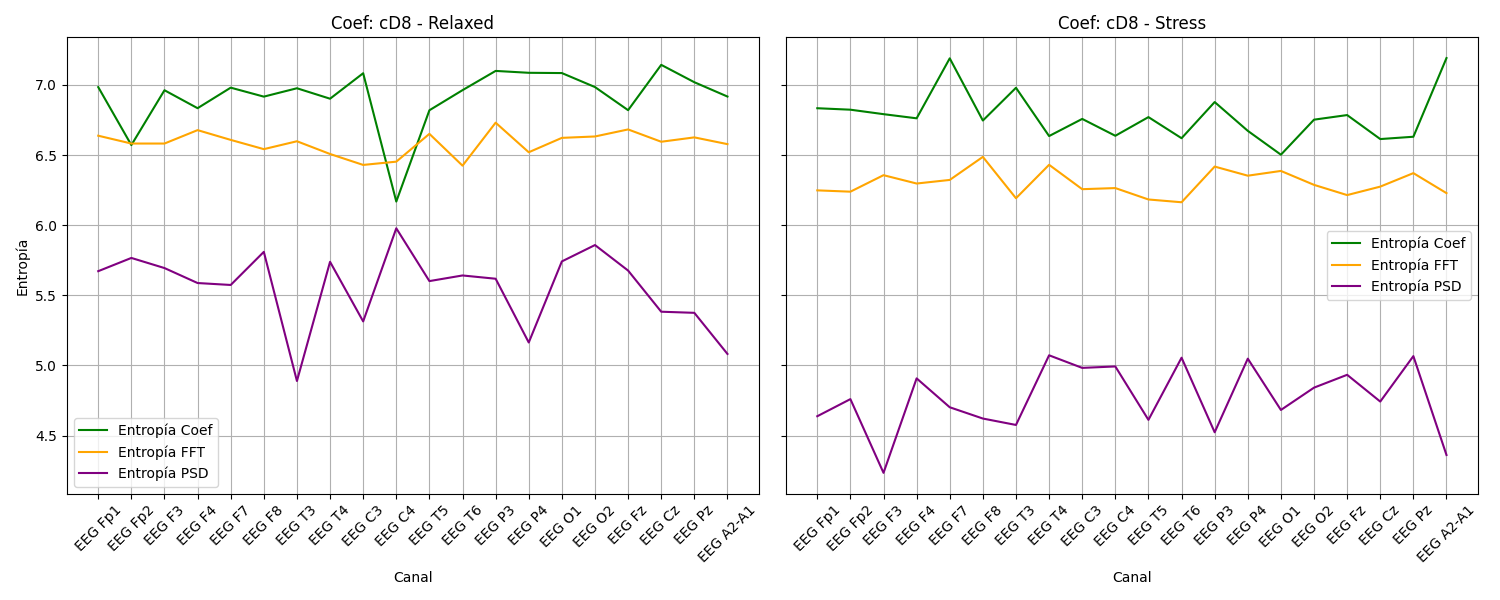 Coef: cD8 - Relaxed
Entropía
7.0
6.5
6.0
5.5
5.0
4.5
Entropía Coef
Entropía FFT
Entropía PSD
EEG Fp1
EEG Fp2
EEG F3
EEG F4
EEG F7
EEG F8
EEG T3
EEG T4
EEG C3
EEG C4
EEG T5
EEG T6
EEG P3
EEG P4
EEG O1
EEG O2
EEG Fz
EEG Cz
EEG Pz
EEG A2-A1
Canal
Coef: cD8 - Stress
Entropía Coef
Entropía FFT
Entropía PSD
EEG Fp1
EEG Fp2
EEG F3
EEG F4
EEG F7
EEG F8
EEG T3
EEG T4
EEG C3
EEG C4
EEG T5
EEG T6
EEG P3
EEG P4
EEG O1
EEG O2
EEG Fz
EEG Cz
EEG Pz
EEG A2-A1
Canal